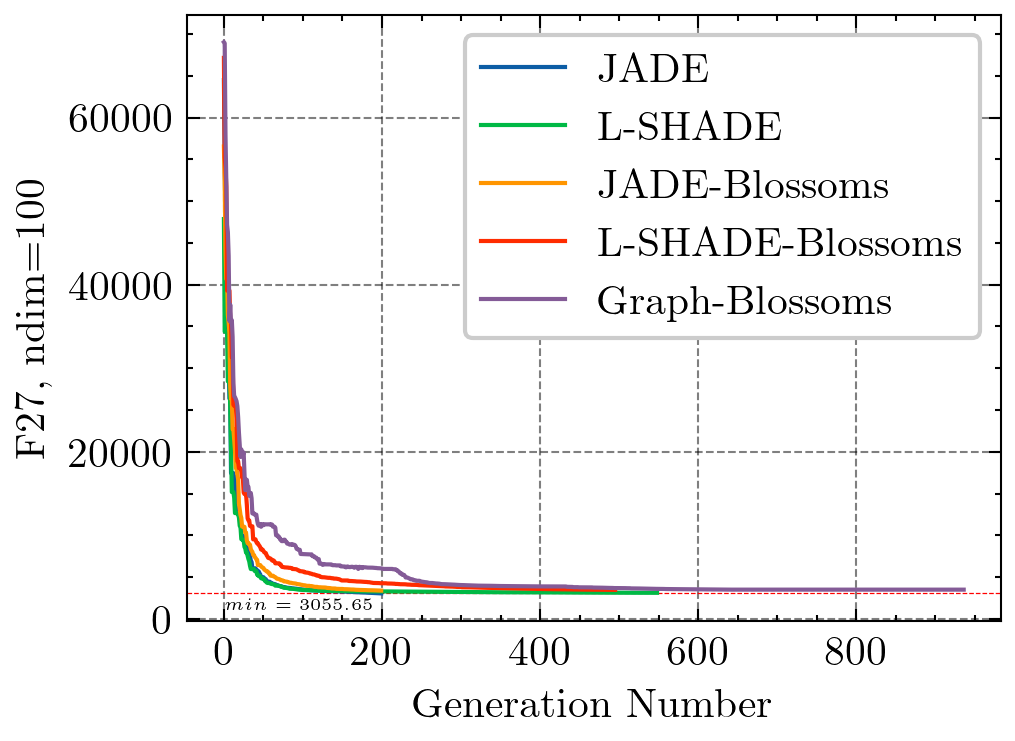 JADE
L-SHADE
JADE-Blossoms
L-SHADE-Blossoms
Graph-Blossoms
60000
40000
20000
0
F27, ndim=100
min = 3055.65
0 200 400 600 800
Generation Number